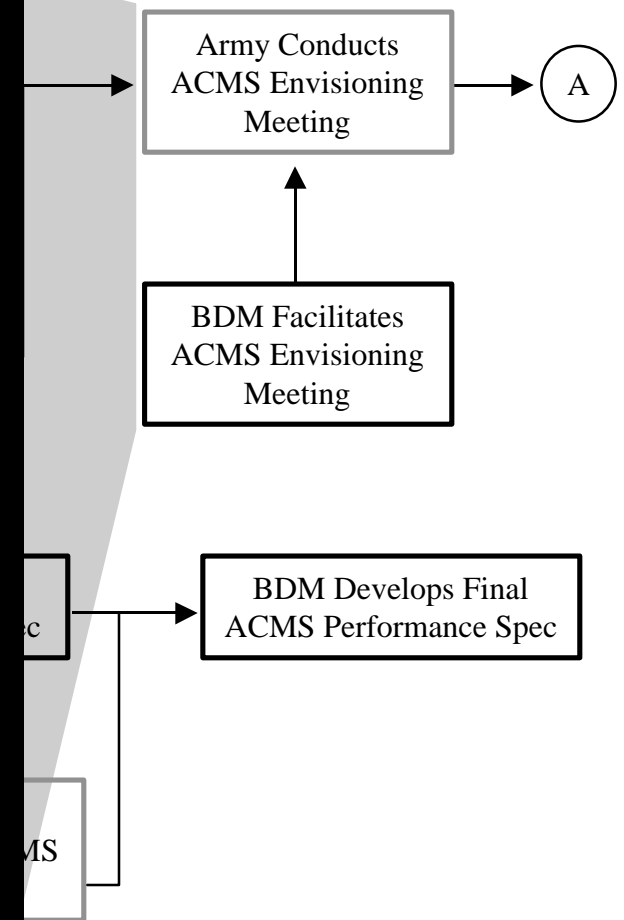 Army Conducts
ACMS Envisioning
Meeting
A
BDM Facilitates
ACMS Envisioning
Meeting
BDM Develops Final
ACMS Performance Spec